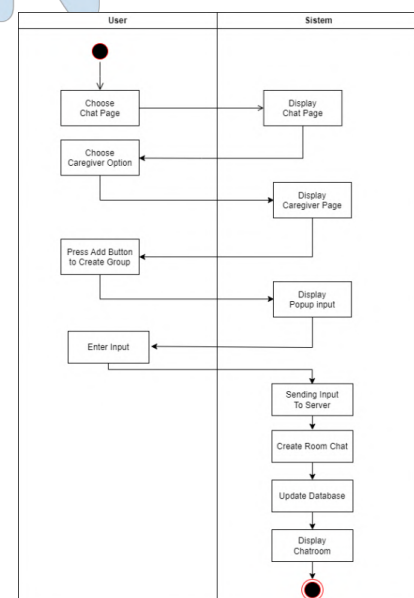 User
Sistem
Choose
Chat Page
Display
Chat Page
Choose
Caregiver Option
Display
Caregiver Page
Press Add Button
to Create Group
Display
Popup input
Enter Input
Sending Input
To Server
Create Room Chat
Update Database
Display
Chatroom